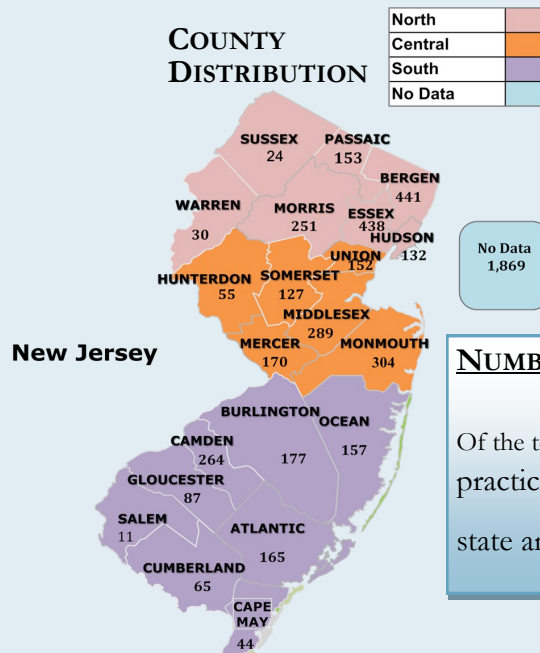 COUNTY
DISTRIBUTION
North
Central
South
No Data
SUSSEX
24
PASSAIC
153
BERGEN
441
WARREN
30
MORRIS
251
ESSEX
438
HUDSON
132
UNION
152
No Data
1,869
HUNTERDON
55
SOMERSET
127
MIDDLESEX
289
MERCER
170
MONMOUTH
304
New Jersey
NUMB
Of the t
practic
state ar
BURLINGTON
177
OCEAN
157
CAMDEN
264
GLOUCESTER
87
SALEM
11
ATLANTIC
165
CUMBERLAND
65
CAPE
MAY
44